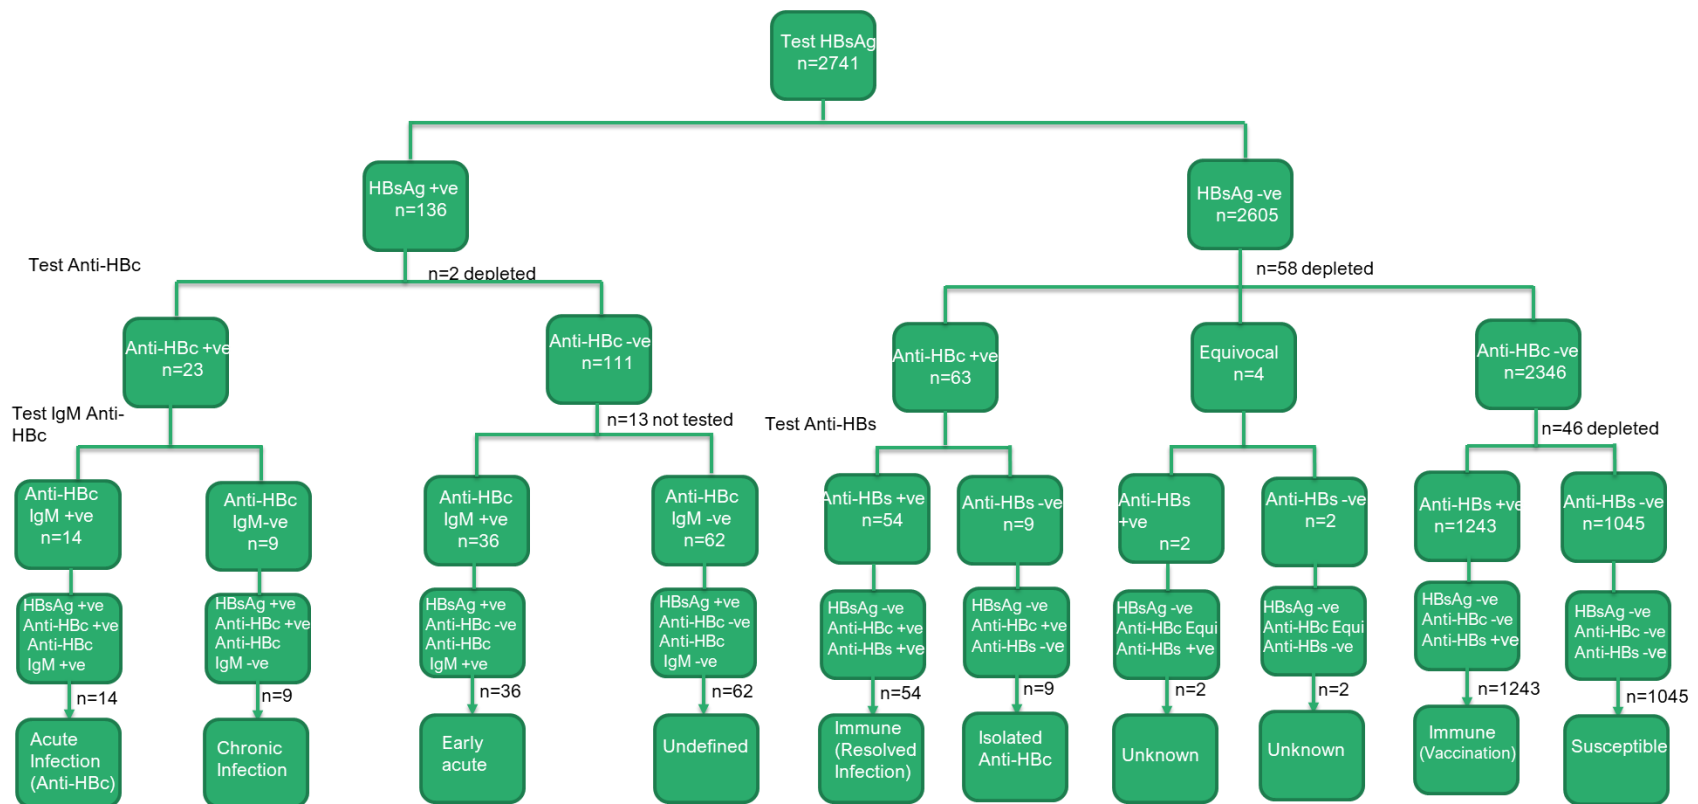 Test HBsAg
n=2741
HBsAg +ve
n=136
HBsAg -ve
n=2605
Test Anti-HBc
n=2 depleted
n=58 depleted
Anti-HBc +ve
n=23
Anti-HBc -ve
n=111
Anti-HBc +ve
n=63
Equivocal
n=4
Anti-HBc -ve
n=2346
Test IgM Anti-
HBc
n=13 not tested
Test Anti-HBs
n=46 depleted
Anti-HBc
IgM +ve
n=14
Anti-HBc
IgM-ve
n=9
Anti-HBc
IgM +ve
n=36
Anti-HBc
IgM -ve
n=62
Anti-HBs +ve
n=54
Anti-HBs -ve
n=9
Anti-HBs
+ve
n=2
Anti-HBs -ve
n=2
Anti-HBs +ve
n=1243
Anti-HBs -ve
n=1045
HBsAg +ve
Anti-HBc +ve
Anti-HBc
IgM +ve
HBsAg +ve
Anti-HBc +ve
Anti-HBc
IgM -ve
HBsAg +ve
Anti-HBc -ve
Anti-HBc
IgM +ve
HBsAg +ve
Anti-HBc -ve
Anti-HBc
IgM -ve
HBsAg -ve
Anti-HBc +ve
Anti-HBs +ve
HBsAg -ve
Anti-HBc +ve
Anti-HBs -ve
HBsAg -ve
Anti-HBc Equi
Anti-HBs +ve
HBsAg -ve
Anti-HBc Equi
Anti-HBs -ve
HBsAg -ve
Anti-HBc -ve
Anti-HBs +ve
HBsAg -ve
Anti-HBc -ve
Anti-HBs -ve
n=14
n=9
n=36
n=62
n=54
n=9
n=2
n=2
n=1243
n=1045
Acute
Infection
(Anti-HBc)
Chronic
Infection
Early
acute
Undefined
Immune
(Resolved
Infection)
Isolated
Anti-HBc
Unknown
Unknown
Immune
(Vaccination)
Susceptible